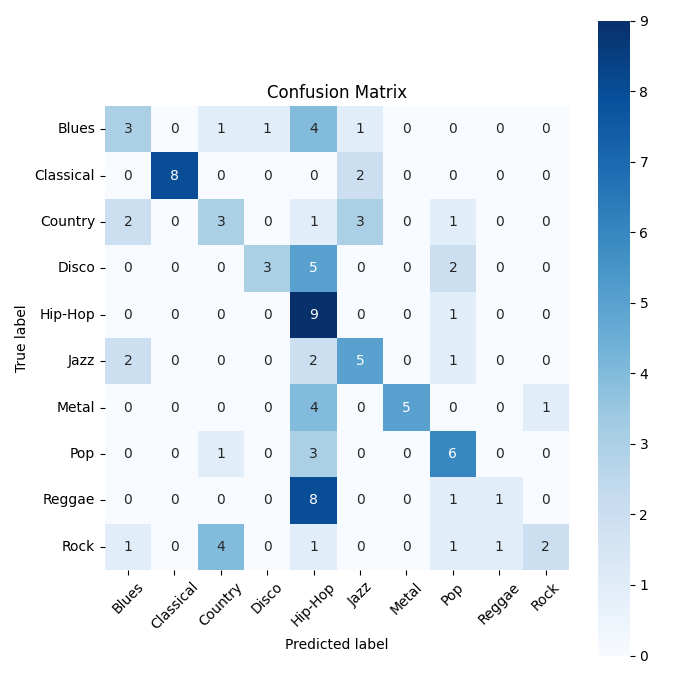 Confusion Matrix
Blues 3 0 1 1 4 1 0 0 0 0
Classical 0 8 0 0 0 2 0 0 0 0
Country 2 0 3 0 1 3 0 1 0 0
Disco 0 0 0 3 5 0 0 2 0 0
Hip-Hop 0 0 0 0 9 0 0 1 0 0
Jazz 2 0 0 0 2 5 0 1 0 0
Metal 0 0 0 0 4 0 5 0 0 1
Pop 0 0 1 0 3 0 0 6 0 0
Reggae 0 0 0 0 8 0 0 1 1 0
Rock 1 0 4 0 1 0 0 1 1 2
True label
Blues Classical Country Disco Hip-Hop Jazz Metal Pop Reggae Rock
Predicted label
9
8
7
6
5
4
3
2
1
0